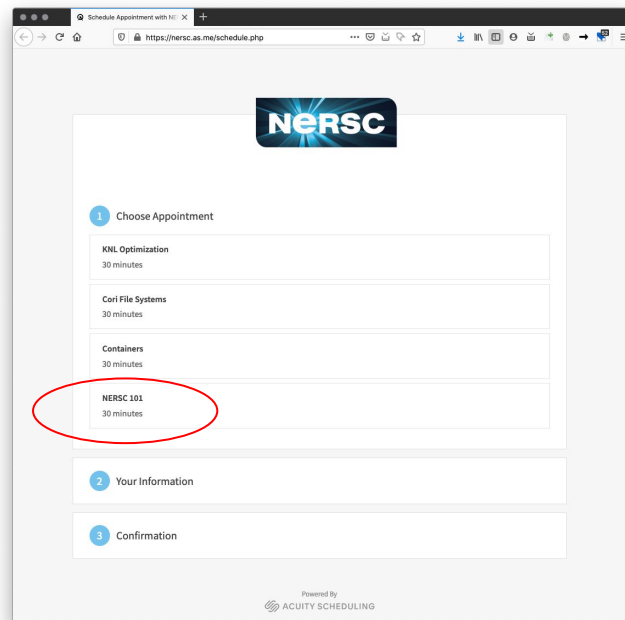 Schedule Appointment with NE
https://nersc.as.me/schedule.php
NERSC
1 Choose Appointment
KNL Optimization
30 minutes
Cori File Systems
30 minutes
Containers
30 minutes
NERSC 101
30 minutes
2 Your Information
3 Confirmation
Powered By
ACUITY SCHEDULING